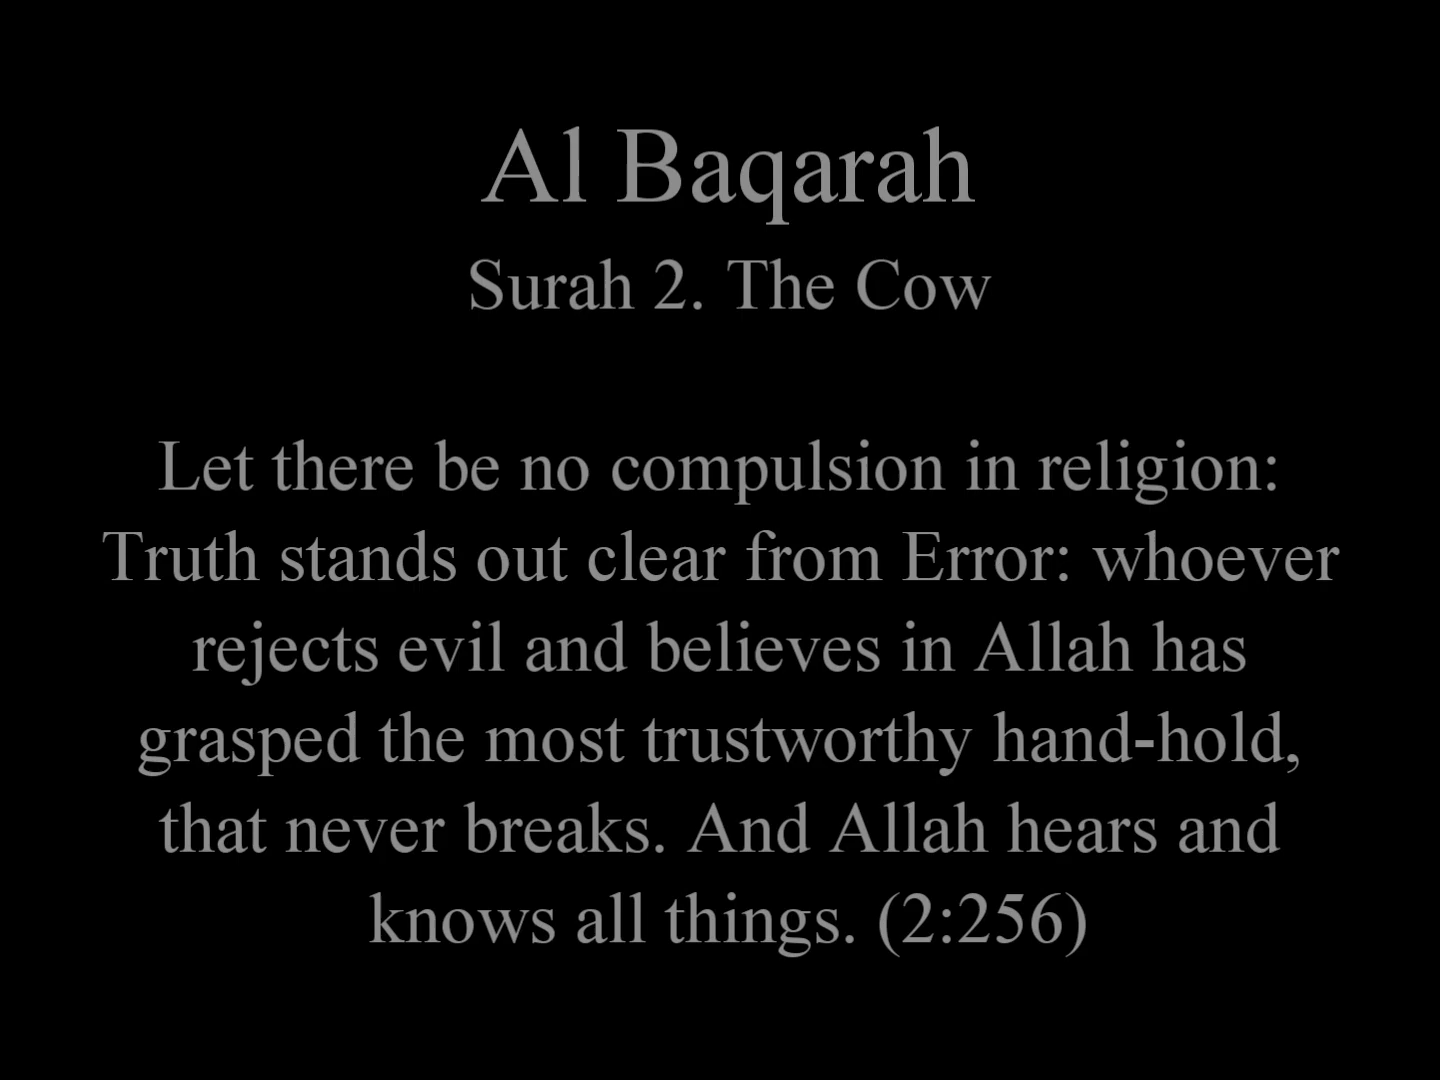 Al Baqarah
Surah 2. The Cow
Let there be no compulsion in religion:
Truth stands out clear from Error: whoever
rejects evil and believes in Allah has
grasped the most trustworthy hand-hold,
that never breaks. And Allah hears and
knows all things. (2:256)